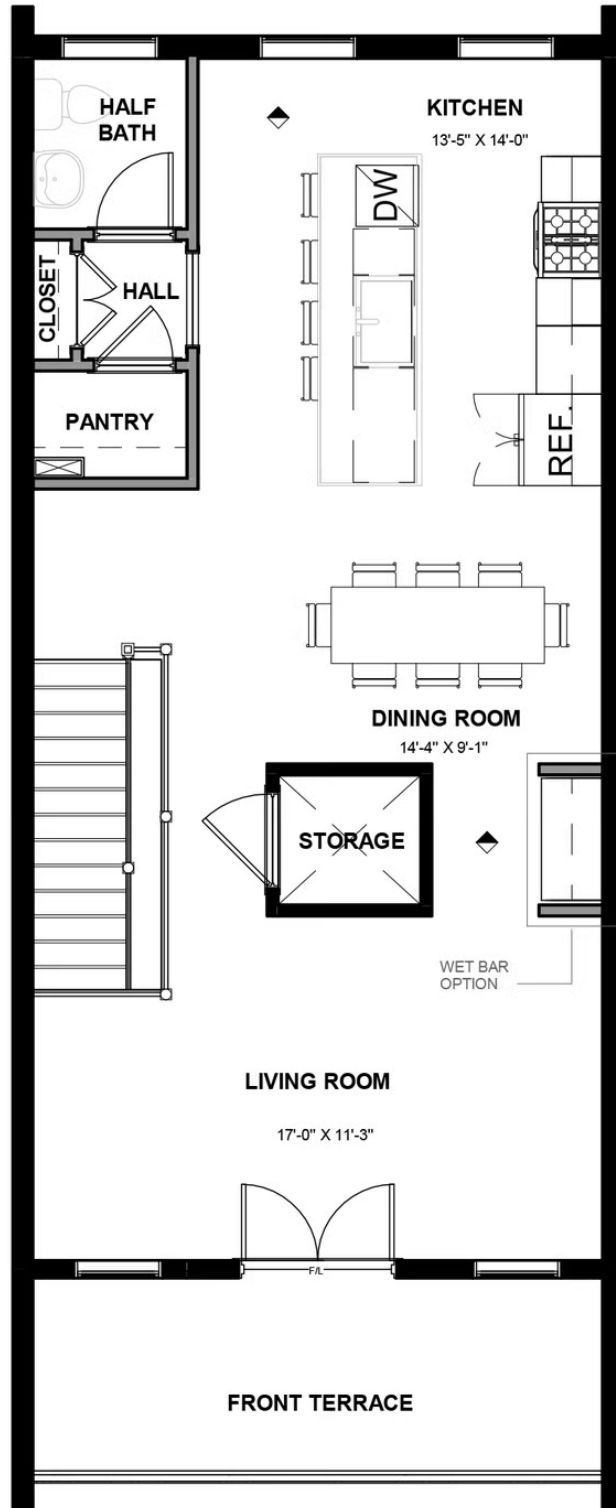 HALF
BATH
KITCHEN
13'-5" X 14'-0"
DW
CLOSET
HALL
PANTRY
REF.
DINING ROOM
14'-4" X 9'-1"
STORAGE
WET BAR
OPTION
LIVING ROOM
17'-0" X 11'-3"
F/L
FRONT TERRACE